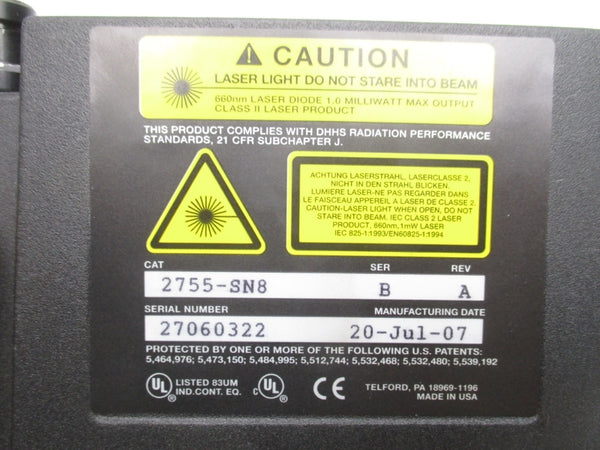 CAUTION
LASER LIGHT DO NOT STARE INTO BEAM
660nm LASER DIODE 1.0 MILLIWATT MAX OUTPUT
CLASS II LASER PRODUCT
THIS PRODUCT COMPLIES WITH DHHS RADIATION PERFORMANCE
STANDARDS, 21 CFR SUBCHAPTER J.
ACHTUNG LASERSTRAHL, LASERCLASSE 2,
NICHT IN DEN STRAHL BLICKEN.
LUMIERE LASER-NE PAS REGARDER DANS
LE FAISCEAU APPEREIL A LASER DE CLASSE 2.
CAUTION-LASER LIGHT WHEN OPEN, DO NOT
STARE INTO BEAM. IEC CLASS 2 LASER
PRODUCT, 660nm, 1mW LASER
IEC 825-1:1993/EN60825-1:1994
CAT SER REV
2755-SN8 B A
SERIAL NUMBER MANUFACTURING DATE
27060322 20-Jul-07
PROTECTED BY ONE OR MORE OF THE FOLLOWING U.S. PATENTS:
5,464,976; 5,473,150; 5,484,995; 5,512,744; 5,532,468; 5,532,480; 5,539,192
UL LISTED 83UM c UL CE TELFORD, PA 18969-1196
IND.CONT. EQ. MADE IN USA